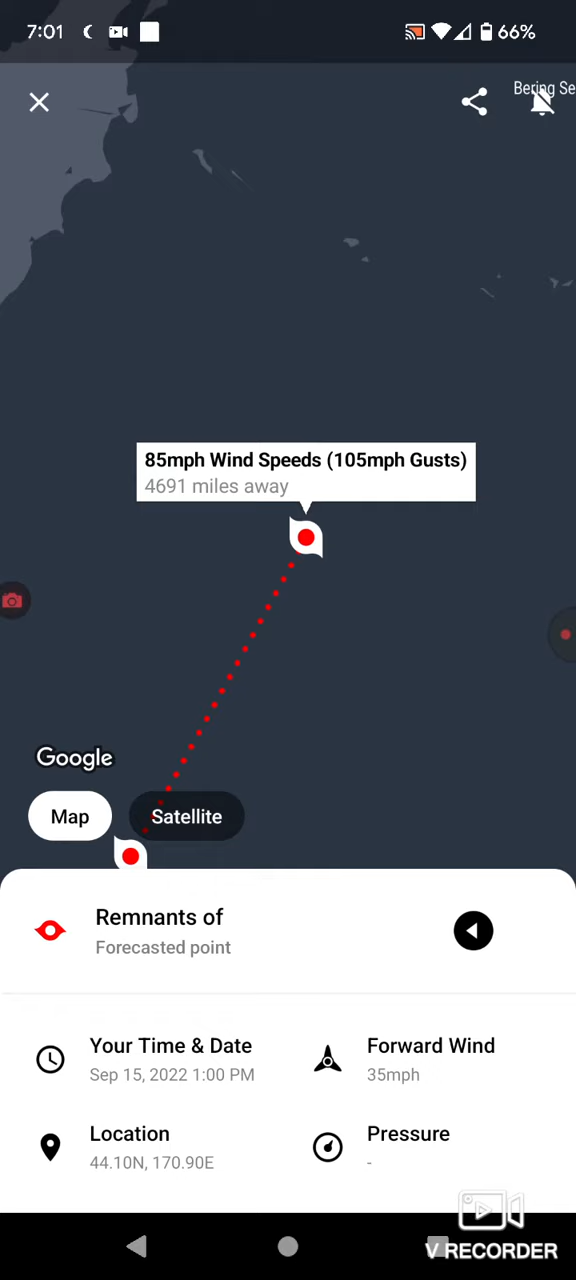 7:01
66%
Bering Se
85mph Wind Speeds (105mph Gusts)
4691 miles away
Google
Map
Satellite
Remnants of
Forecasted point
Your Time & Date
Sep 15, 2022 1:00 PM
Forward Wind
35mph
Location
44.10N, 170.90E
Pressure
-
V RECORDER